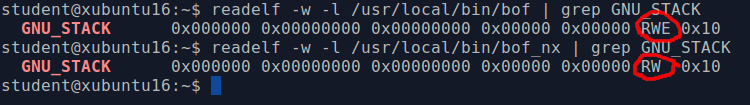 student@xubuntu16:~$ readelf -w -l /usr/local/bin/bof | grep GNU_STACK
  GNU_STACK      0x000000 0x00000000 0x00000000 0x00000 0x00000 RWE 0x10
student@xubuntu16:~$ readelf -w -l /usr/local/bin/bof_nx | grep GNU_STACK
  GNU_STACK      0x000000 0x00000000 0x00000000 0x00000 0x00000 RW  0x10
student@xubuntu16:~$